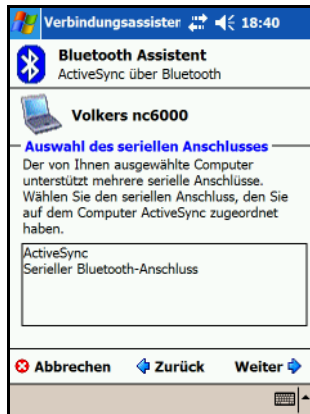 Verbindungsassister 18:40
Bluetooth Assistent
ActiveSync über Bluetooth
Volkers nc6000
Auswahl des seriellen Anschlusses
Der von Ihnen ausgewählte Computer
unterstützt mehrere serielle Anschlüsse.
Wählen Sie den seriellen Anschluss, den Sie
auf dem Computer ActiveSync zugeordnet
haben.
ActiveSync
Serieller Bluetooth-Anschluss
Abbrechen Zurück Weiter